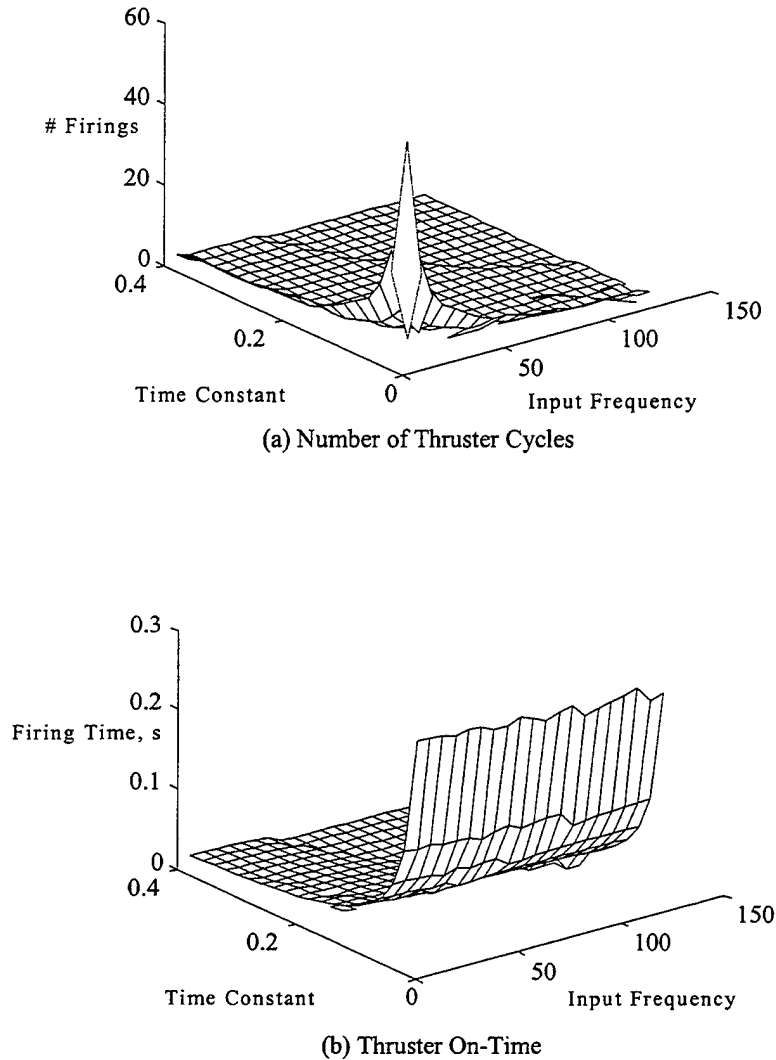 60
40
# Firings
20
0
0.4
0.2
0
50
100
150
Time Constant
Input Frequency
(a) Number of Thruster Cycles
0.3
0.2
Firing Time, s
0.1
0
0.4
0.2
0
50
100
150
Time Constant
Input Frequency
(b) Thruster On-Time